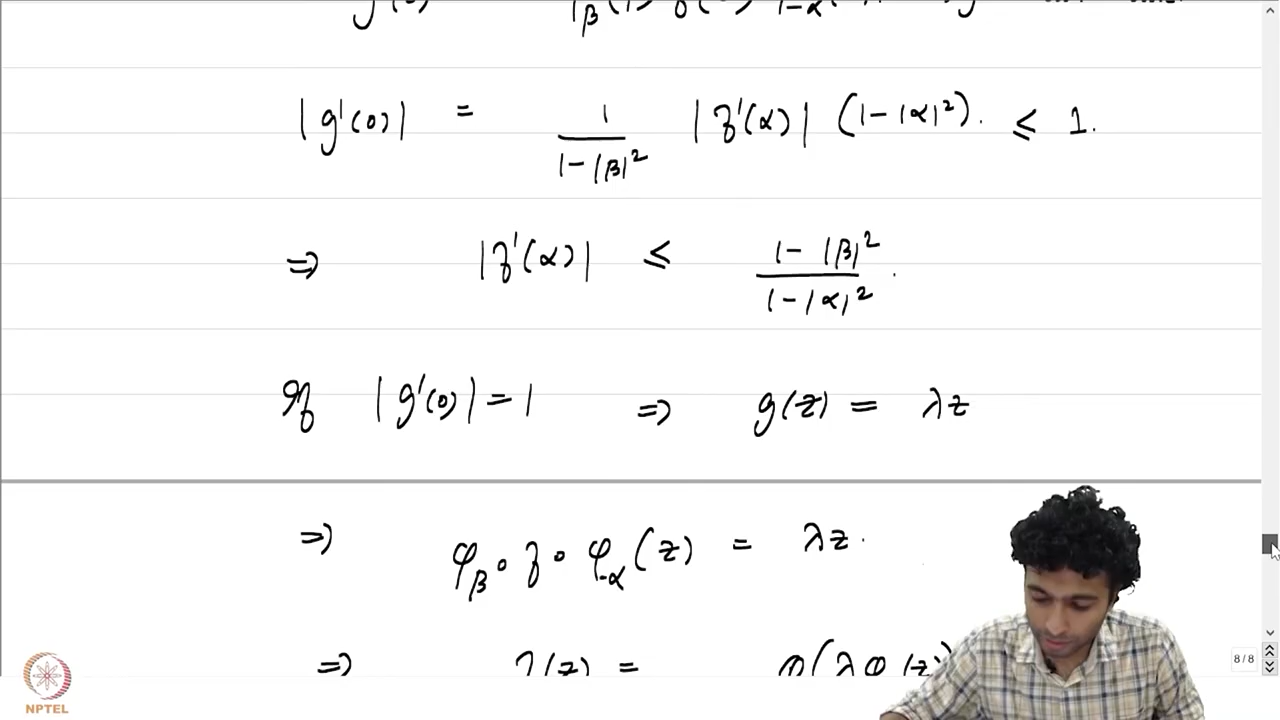 |g'(0)| = 1/(1-|β|²) |f'(α)| (1-|α|²). ≤ 1.
⇒ |f'(α)| ≤ (1-|β|²)/(1-|α|²).
If |g'(0)| = 1 ⇒ g(z) = λz
⇒ φ_β ∘ f ∘ φ_-α (z) = λz.
⇒
8 / 8
NPTEL